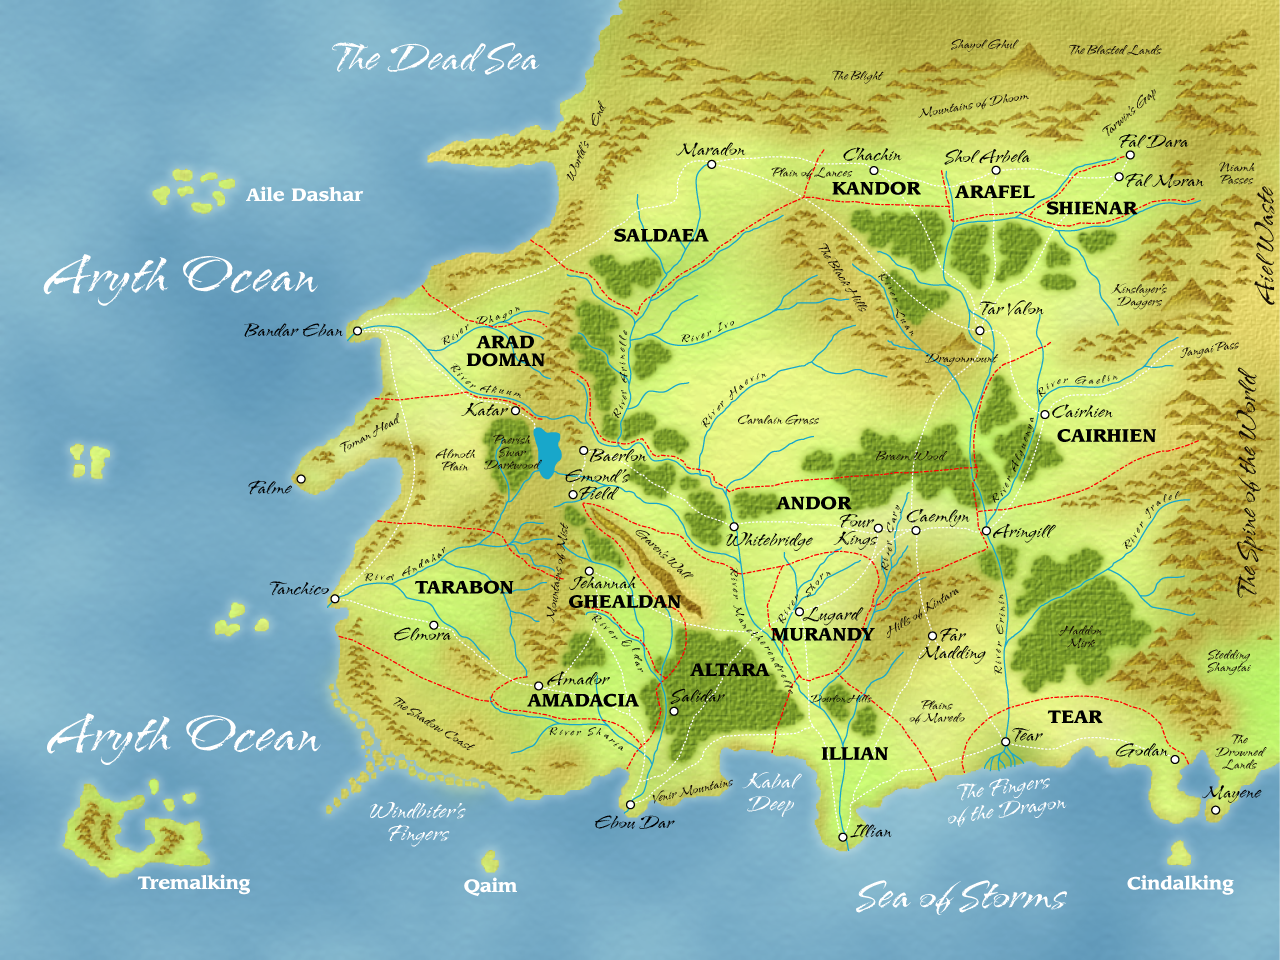 The Dead Sea
Shayol Ghul
The Blasted Lands
The Blight
Mountains of Dhoom
World's End
Tarwin's Gap
Maradon
Chachin
Shol Arbela
Fal Dara
Plain of Lances
KANDOR
ARAFEL
Fal Moran
SHIENAR
Niamh
Passes
Aile Dashar
SALDAEA
Aiel Waste
Aryth Ocean
The Black Hills
River Luan
Kinslayer's
Daggers
Bandar Eban
River Dhagon
Tar Valon
ARAD
DOMAN
River Arinelle
River Ivo
Dragonmount
Jangai Pass
River Akuum
River Haevin
River Gaelin
Katar
Cairhien
Toman Head
Caralain Grass
CAIRHIEN
Almoth
Plain
Paerish
Swar
Darkwood
Baerlon
Braem Wood
River Alguenya
The Spine of the World
Falme
Emond's
Field
ANDOR
River Iralell
Whitebridge
Four
Kings
River Cary
Caemlyn
Aringill
Mountains of Mist
Garen's Wall
River Andahar
Tanchico
TARABON
Jehannah
GHEALDAN
River Manetherendrelle
River Shorn
Lugard
MURANDY
Hills of Kintara
River Erinin
Elmora
River Eldar
Far
Madding
Haddon
Mirk
Stedding
Shangtai
ALTARA
Amador
AMADACIA
Salidar
Doirlon Hills
Plains
of Maredo
TEAR
The Shadow Coast
River Sharia
Tear
Aryth Ocean
ILLIAN
Godan
The
Drowned
Lands
Venir Mountains
Kabal
Deep
The Fingers
of the Dragon
Mayene
Windbiter's
Fingers
Ebou Dar
Illian
Tremalking
Qaim
Sea of Storms
Cindalking